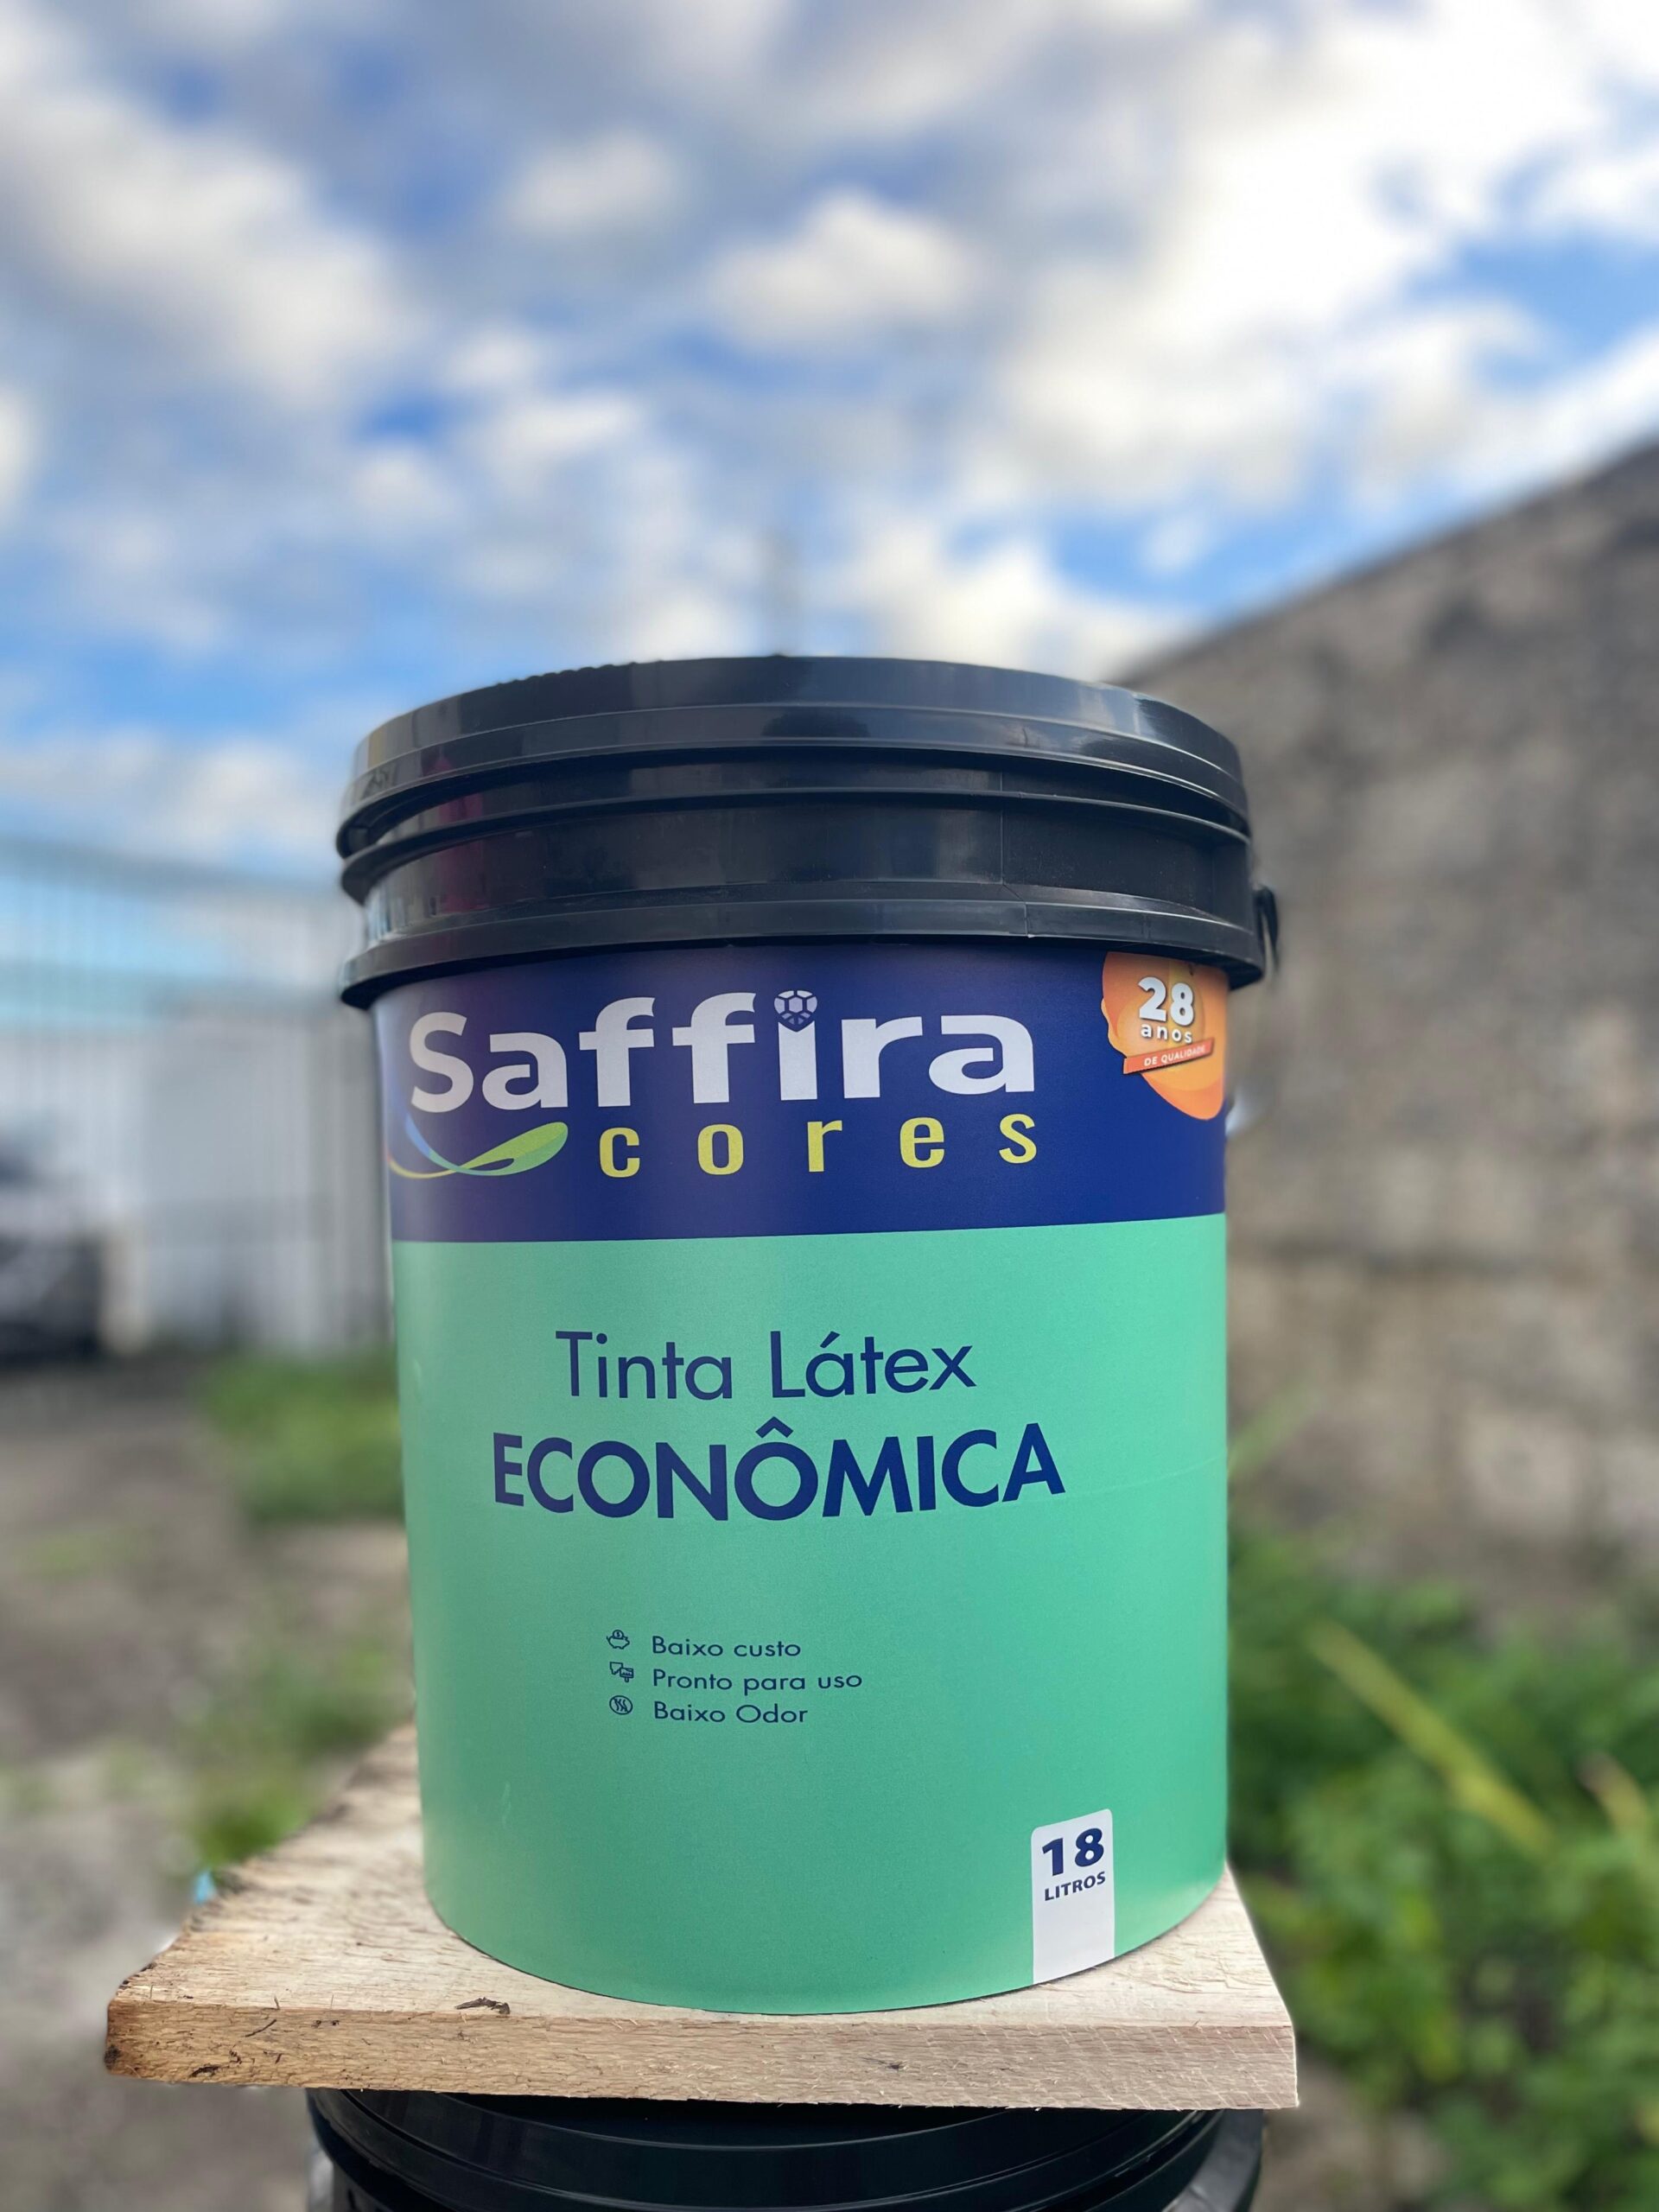 Saffira
cores
28
anos
DE QUALIDADE
Tinta Látex
ECONÔMICA
Baixo custo
Pronto para uso
Baixo Odor
18
LITROS